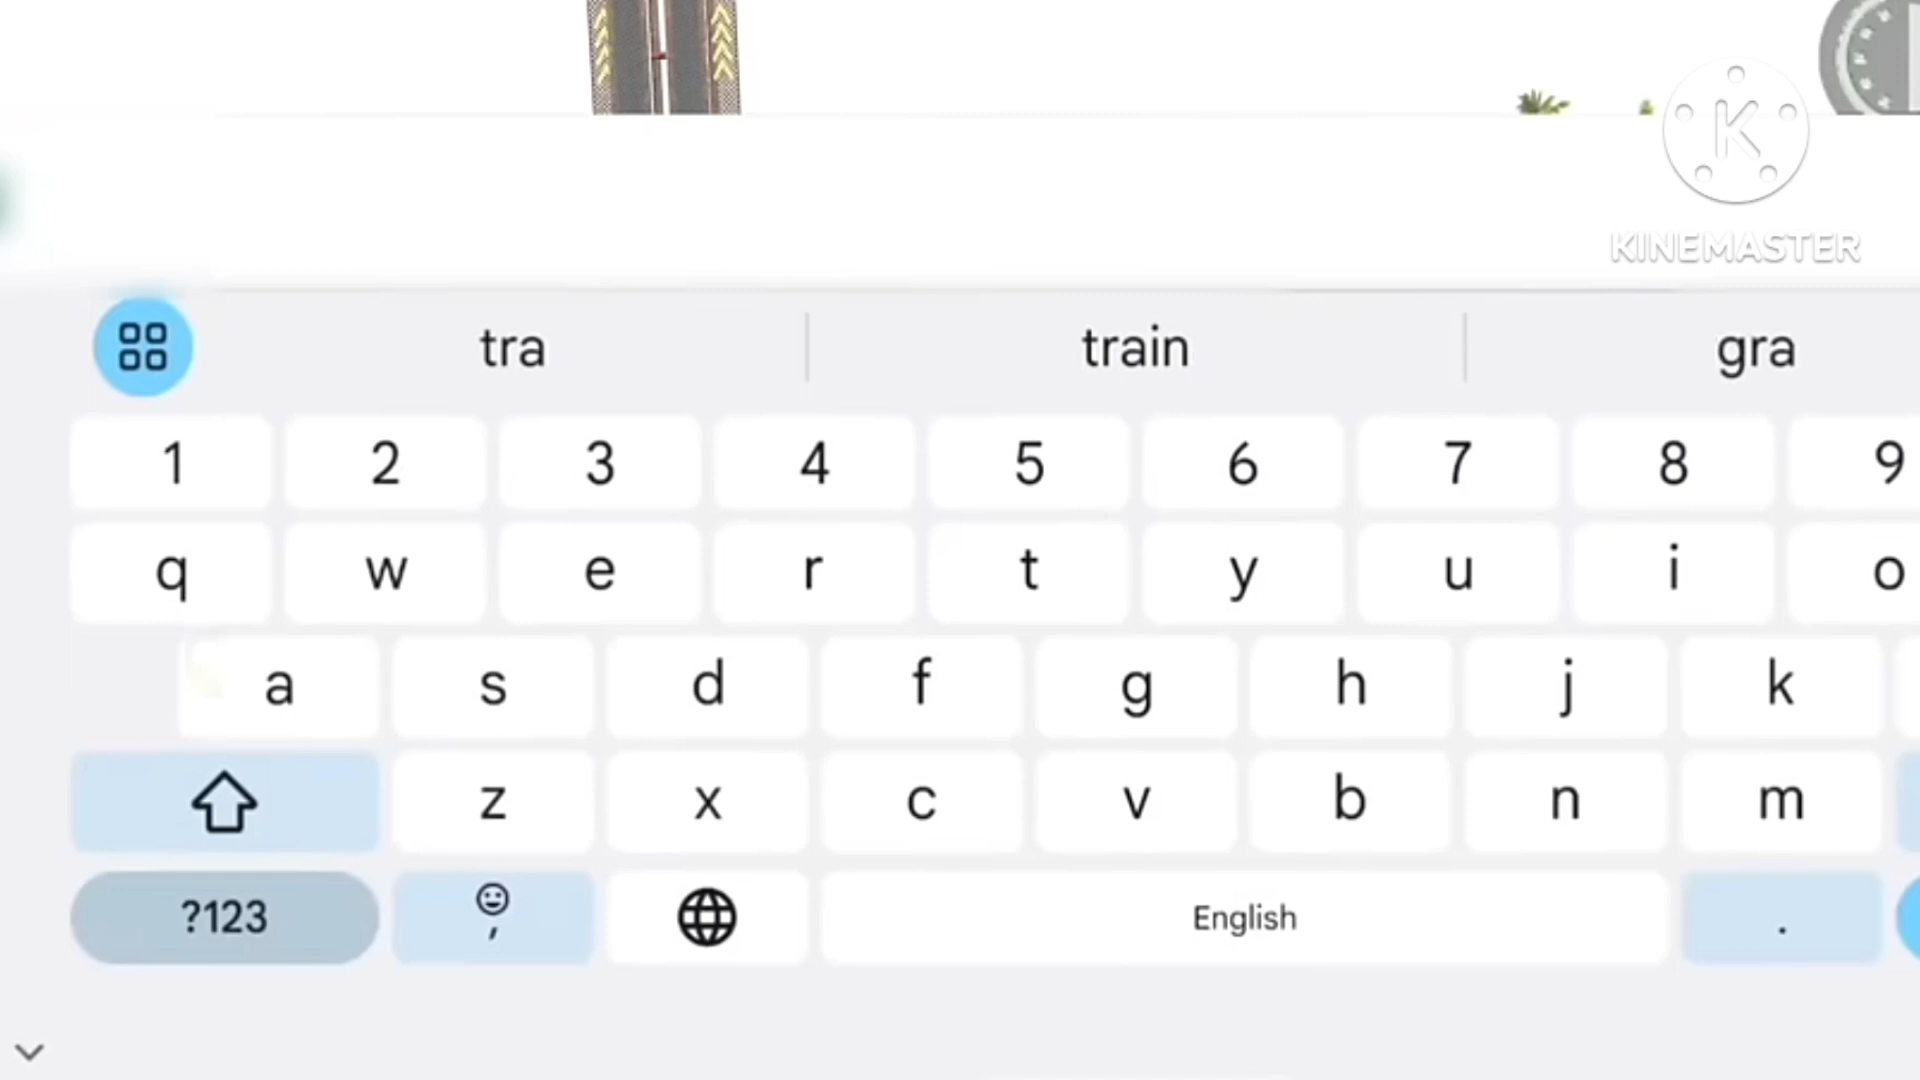 K
KINEMASTER
tra train gra
1 2 3 4 5 6 7 8 9
q w e r t y u i o
a s d f g h j k
z x c v b n m
?123 , English .